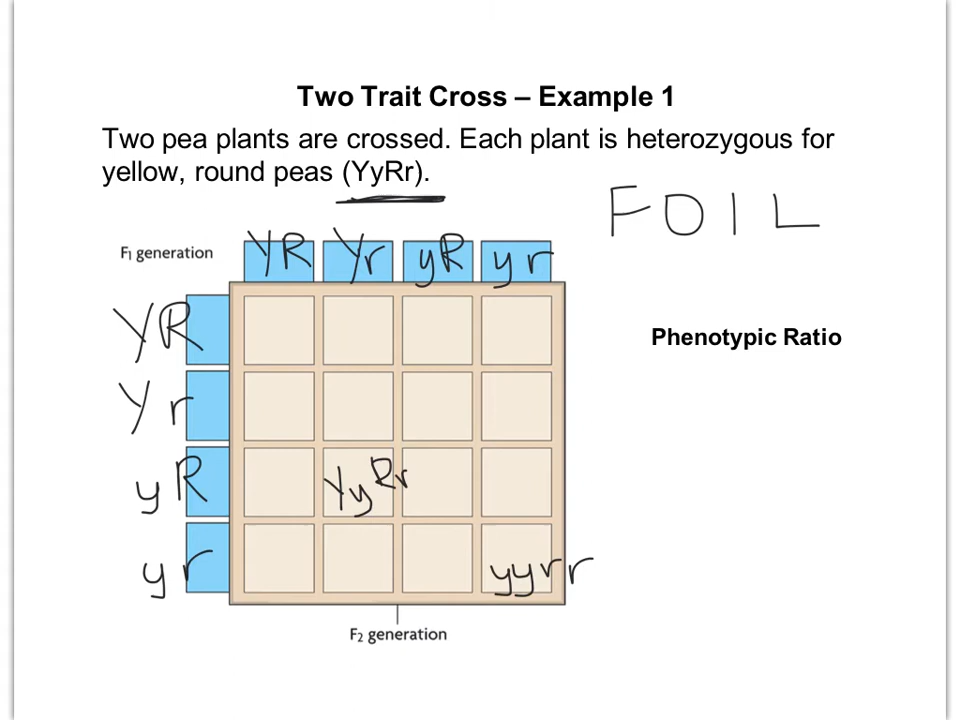 Two Trait Cross – Example 1
Two pea plants are crossed. Each plant is heterozygous for
yellow, round peas (YyRr).
FOIL
F₁ generation
YR Yr yR yr
Phenotypic Ratio
YR
Yr
yR YyRr
yr yyrr
F₂ generation